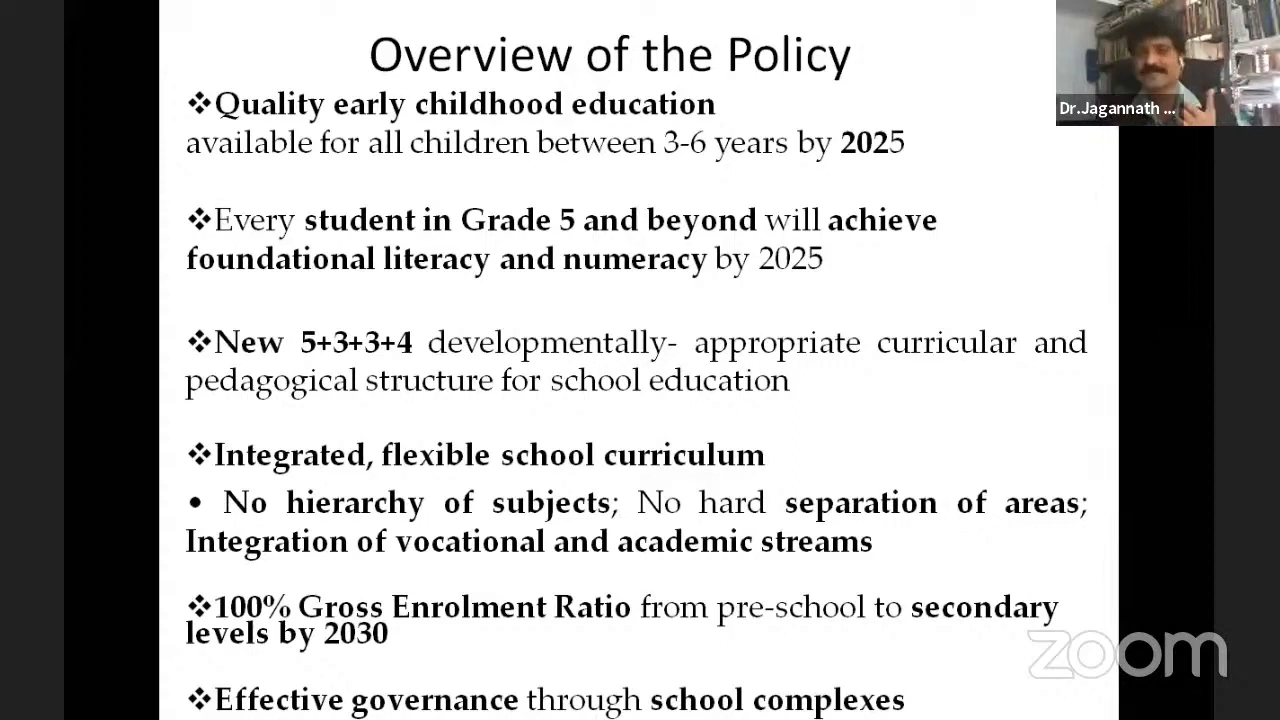 Overview of the Policy
❖Quality early childhood education
available for all children between 3-6 years by 2025
❖Every student in Grade 5 and beyond will achieve
foundational literacy and numeracy by 2025
❖New 5+3+3+4 developmentally- appropriate curricular and
pedagogical structure for school education
❖Integrated, flexible school curriculum
• No hierarchy of subjects; No hard separation of areas;
Integration of vocational and academic streams
❖100% Gross Enrolment Ratio from pre-school to secondary
levels by 2030
❖Effective governance through school complexes
Dr.Jagannath ...
zoom